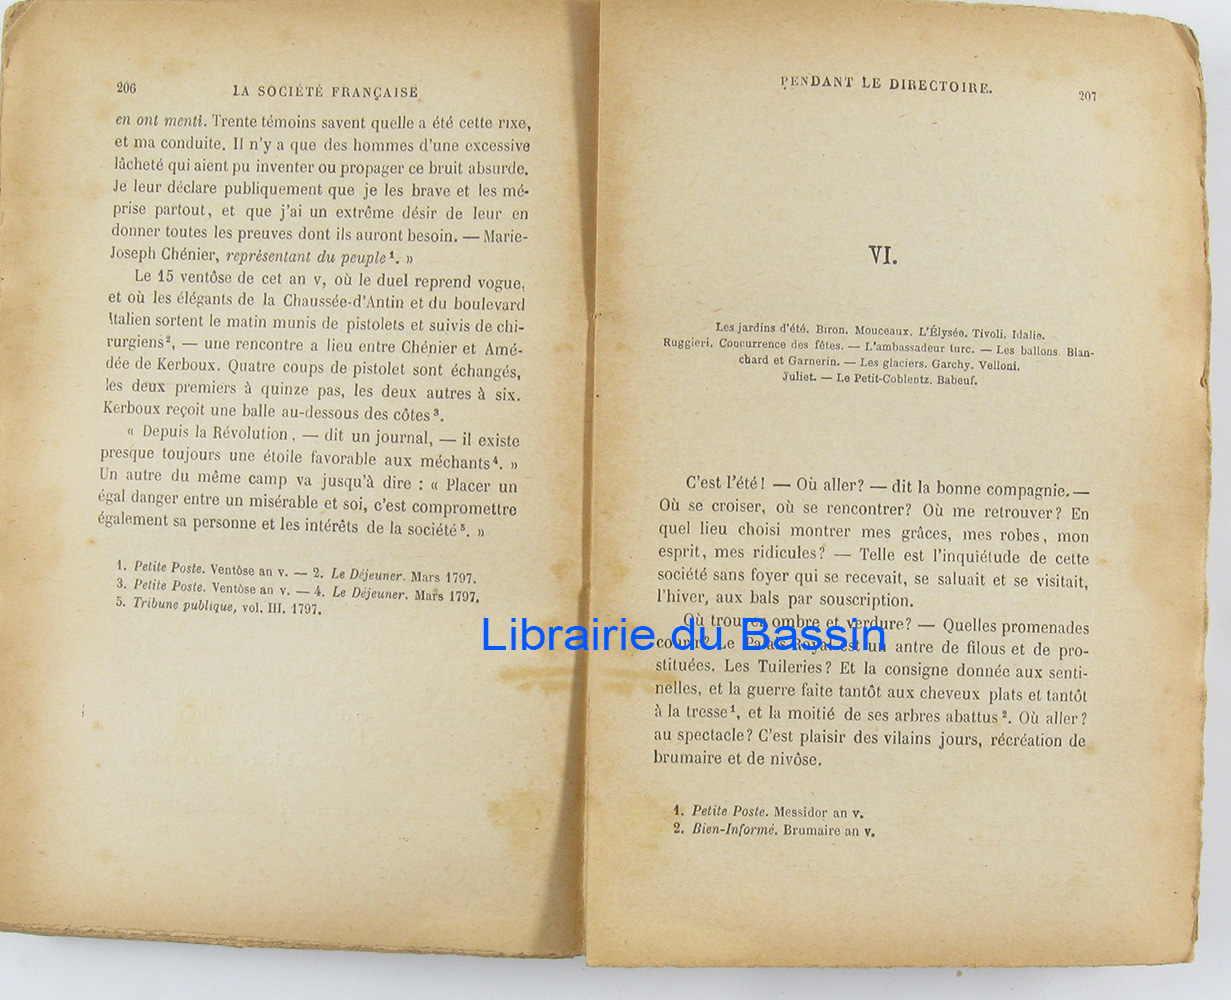 206
LA SOCIÉTÉ FRANÇAISE
en ont menti. Trente témoins savent quelle a été cette rixe,
et ma conduite. Il n'y a que des hommes d'une excessive
lâcheté qui aient pu inventer ou propager ce bruit absurde.
Je leur déclare publiquement que je les brave et les mé-
prise partout, et que j'ai un extrême désir de leur en
donner toutes les preuves dont ils auront besoin. — Marie-
Joseph Chénier, représentant du peuple¹. »
Le 15 ventôse de cet an v, où le duel reprend vogue,
et où les élégants de la Chaussée-d'Antin et du boulevard
Italien sortent le matin munis de pistolets et suivis de chi-
rurgiens², — une rencontre a lieu entre Chénier et Amé-
dée de Kerboux. Quatre coups de pistolet sont échangés,
les deux premiers à quinze pas, les deux autres à six.
Kerboux reçoit une balle au-dessous des côtes³.
« Depuis la Révolution, — dit un journal, — il existe
presque toujours une étoile favorable aux méchants⁴. »
Un autre du même camp va jusqu'à dire : « Placer un
égal danger entre un misérable et soi, c'est compromettre
également sa personne et les intérêts de la société⁵. »
1. Petite Poste. Ventôse an v. — 2. Le Déjeuner. Mars 1797.
3. Petite Poste. Ventôse an v. — 4. Le Déjeuner. Mars 1797.
5. Tribune publique, vol. III. 1797.
PENDANT LE DIRECTOIRE.
207
VI.
Les jardins d'été. Biron. Mouceaux. L'Élysée. Tivoli. Idalie.
Ruggieri. Concurrence des fêtes. — L'ambassadeur turc. — Les ballons. Blan-
chard et Garnerin. — Les glaciers. Garchy. Velloni.
Juliet. — Le Petit-Coblentz. Babeuf.
C'est l'été ! — Où aller ? — dit la bonne compagnie. —
Où se croiser, où se rencontrer ? Où me retrouver ? En
quel lieu choisi montrer mes grâces, mes robes, mon
esprit, mes ridicules ? — Telle est l'inquiétude de cette
société sans foyer qui se recevait, se saluait et se visitait,
l'hiver, aux bals par souscription.
Où trouver ombre et verdure ? — Quelles promenades
courir ? Le Palais-Royal est un antre de filous et de pro-
stituées. Les Tuileries ? Et la consigne donnée aux senti-
nelles, et la guerre faite tantôt aux cheveux plats et tantôt
à la tresse¹, et la moitié de ses arbres abattus². Où aller ?
au spectacle ? C'est plaisir des vilains jours, récréation de
brumaire et de nivôse.
1. Petite Poste. Messidor an v.
2. Bien-Informé. Brumaire an v.
Librairie du Bassin